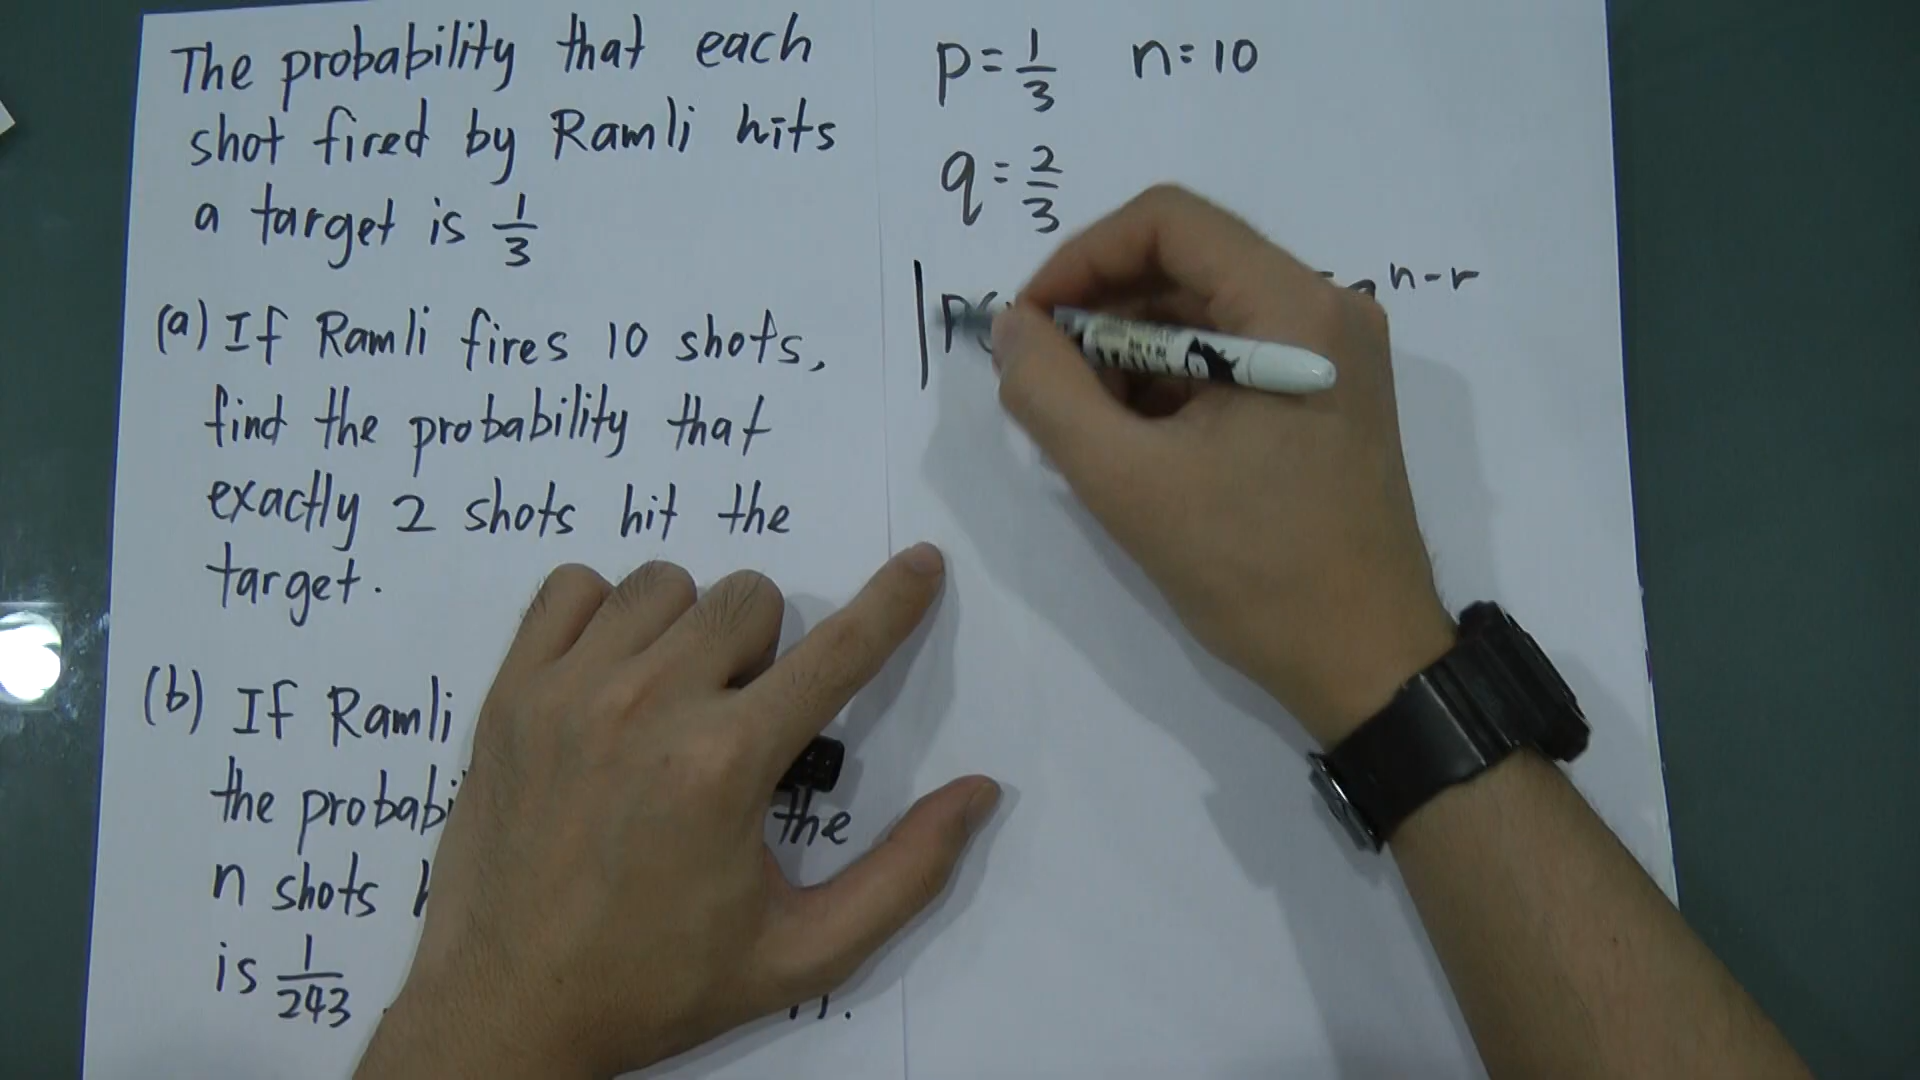 The probability that each
shot fired by Ramli hits
a target is 1/3
(a) If Ramli fires 10 shots,
find the probability that
exactly 2 shots hit the
target.
(b) If Ramli
the
n shots
is 1/243
p = 1/3 n = 10
q = 2/3
n-r